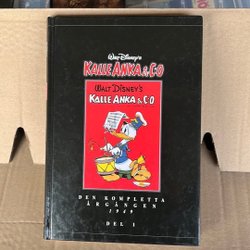 Walt Disney's
KALLE ANKA & C:O
WALT DISNEY'S
KALLE ANKA & C:O
DEN KOMPLETTA
ÅRGÅNGEN
1949
DEL 1